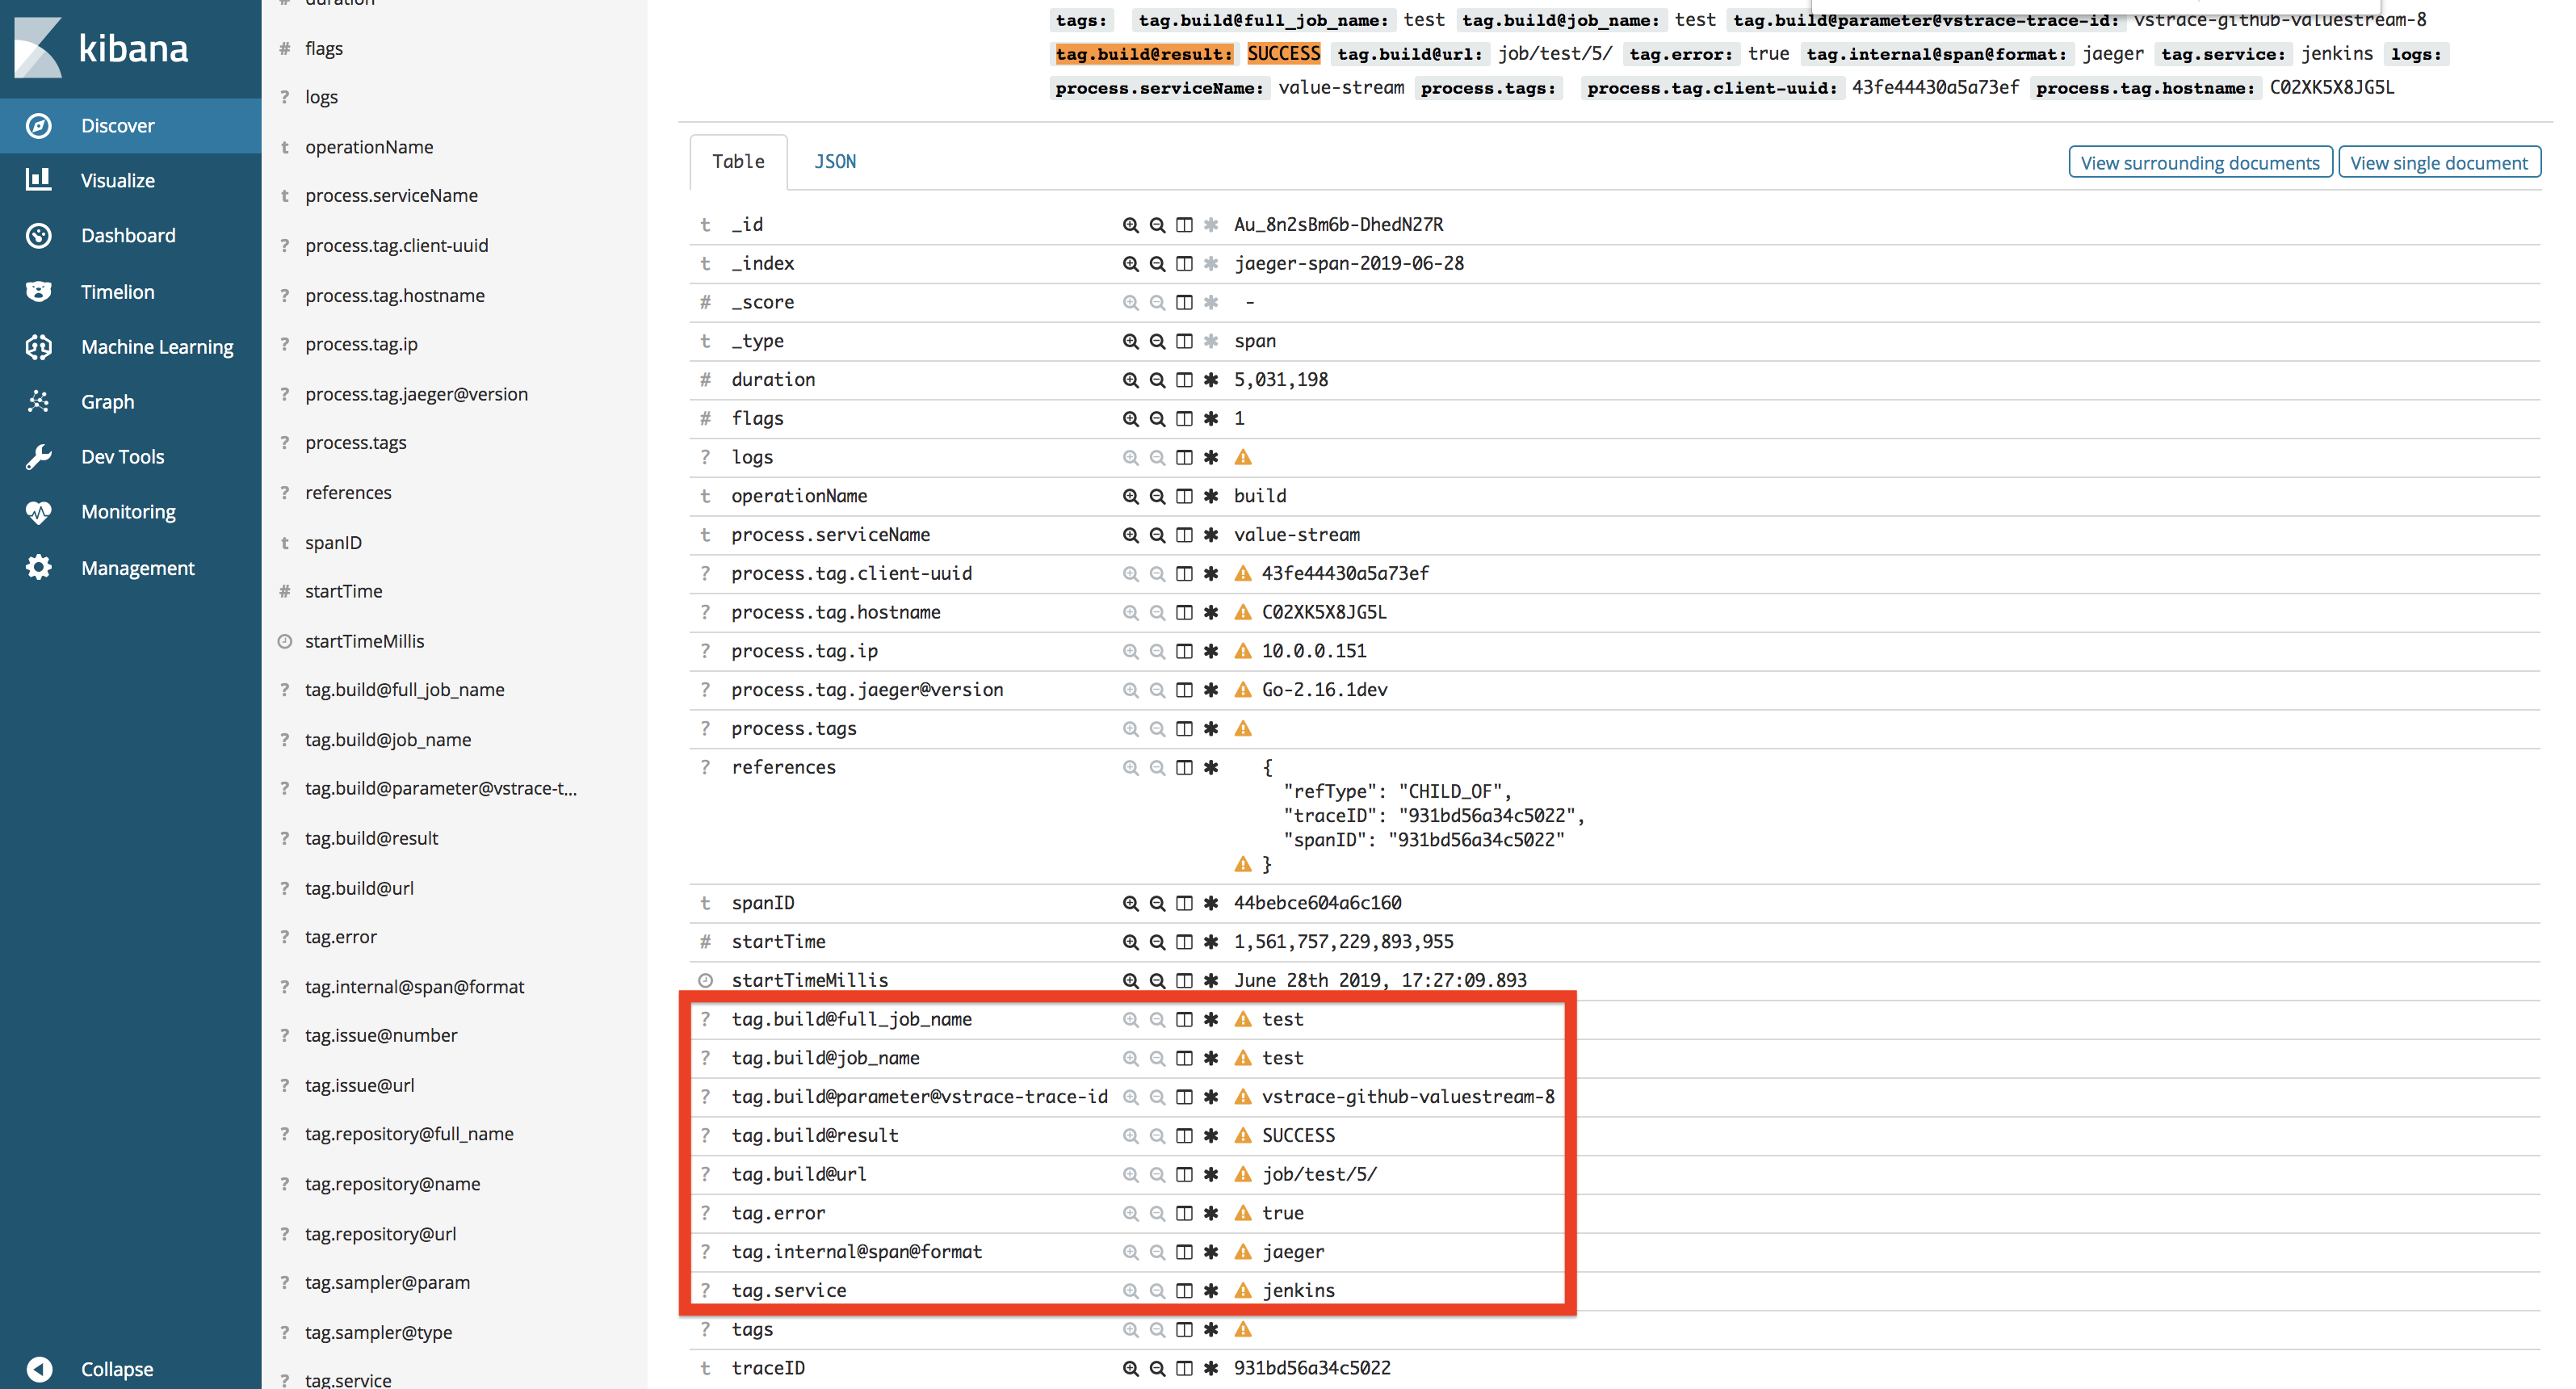 kibana
Discover
Visualize
Dashboard
Timelion
Machine Learning
Graph
Dev Tools
Monitoring
Management
Collapse
# duration
# flags
? logs
t operationName
t process.serviceName
? process.tag.client-uuid
? process.tag.hostname
? process.tag.ip
? process.tag.jaeger@version
? process.tags
? references
t spanID
# startTime
startTimeMillis
? tag.build@full_job_name
? tag.build@job_name
? tag.build@parameter@vstrace-t...
? tag.build@result
? tag.build@url
? tag.error
? tag.internal@span@format
? tag.issue@number
? tag.issue@url
? tag.repository@full_name
? tag.repository@name
? tag.repository@url
? tag.sampler@param
? tag.sampler@type
? tag.service
tags: tag.build@full_job_name: test tag.build@job_name: test tag.build@parameter@vstrace-trace-id: vstrace-github-valuestream-8
tag.build@result: SUCCESS tag.build@url: job/test/5/ tag.error: true tag.internal@span@format: jaeger tag.service: jenkins logs:
process.serviceName: value-stream process.tags: process.tag.client-uuid: 43fe44430a5a73ef process.tag.hostname: C02XK5X8JG5L
Table JSON View surrounding documents View single document
t _id Au_8n2sBm6b-DhedN27R
t _index jaeger-span-2019-06-28
# _score -
t _type span
# duration 5,031,198
# flags 1
? logs
t operationName build
t process.serviceName value-stream
? process.tag.client-uuid 43fe44430a5a73ef
? process.tag.hostname C02XK5X8JG5L
? process.tag.ip 10.0.0.151
? process.tag.jaeger@version Go-2.16.1dev
? process.tags
? references {
"refType": "CHILD_OF",
"traceID": "931bd56a34c5022",
"spanID": "931bd56a34c5022"
}
t spanID 44bebce604a6c160
# startTime 1,561,757,229,893,955
startTimeMillis June 28th 2019, 17:27:09.893
? tag.build@full_job_name test
? tag.build@job_name test
? tag.build@parameter@vstrace-trace-id vstrace-github-valuestream-8
? tag.build@result SUCCESS
? tag.build@url job/test/5/
? tag.error true
? tag.internal@span@format jaeger
? tag.service jenkins
? tags
t traceID 931bd56a34c5022